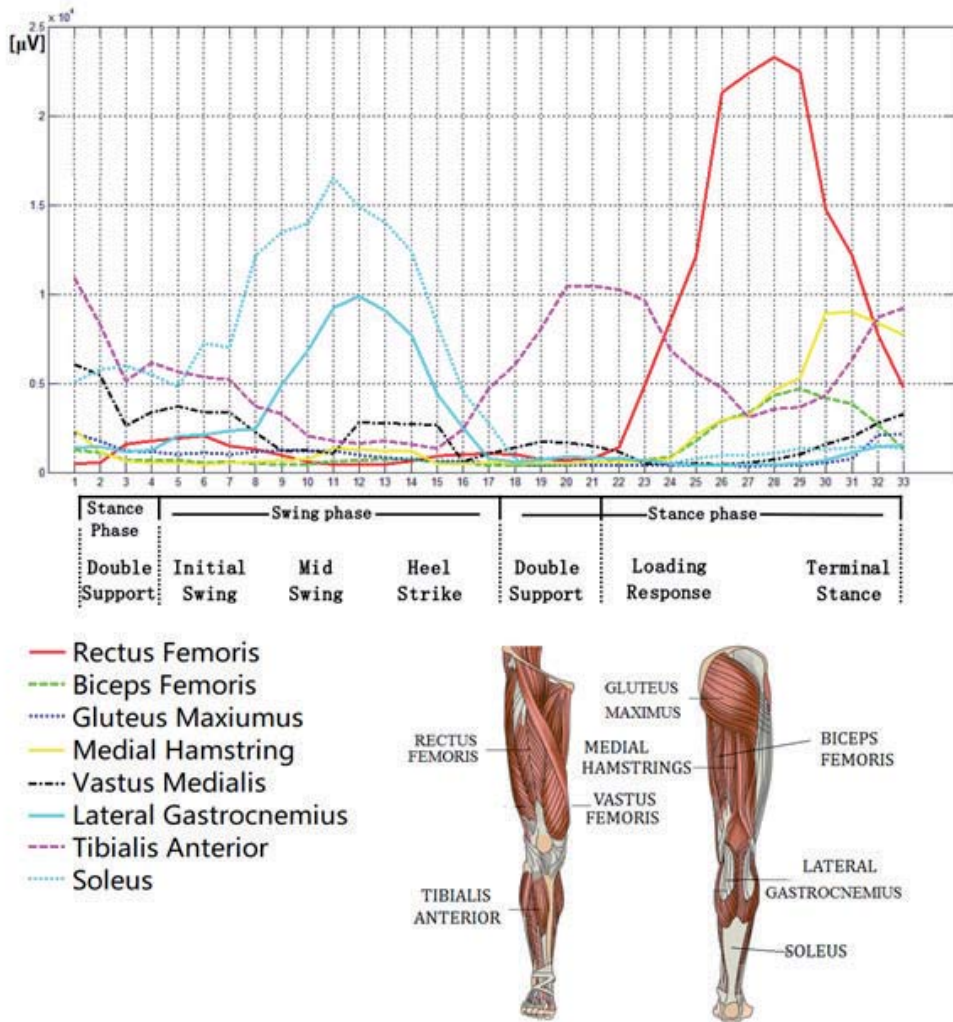 2.5 × 10⁴
[μV]
2
1.5
1
0.5
0
1 2 3 4 5 6 7 8 9 10 11 12 13 14 15 16 17 18 19 20 21 22 23 24 25 26 27 28 29 30 31 32 33
Stance Phase
Swing phase
Stance phase
Double Support
Initial Swing
Mid Swing
Heel Strike
Double Support
Loading Response
Terminal Stance
Rectus Femoris
Biceps Femoris
Gluteus Maxiumus
Medial Hamstring
Vastus Medialis
Lateral Gastrocnemius
Tibialis Anterior
Soleus
RECTUS
FEMORIS
VASTUS
FEMORIS
TIBIALIS
ANTERIOR
GLUTEUS
MAXIMUS
MEDIAL
HAMSTRINGS
BICEPS
FEMORIS
LATERAL
GASTROCNEMIUS
SOLEUS